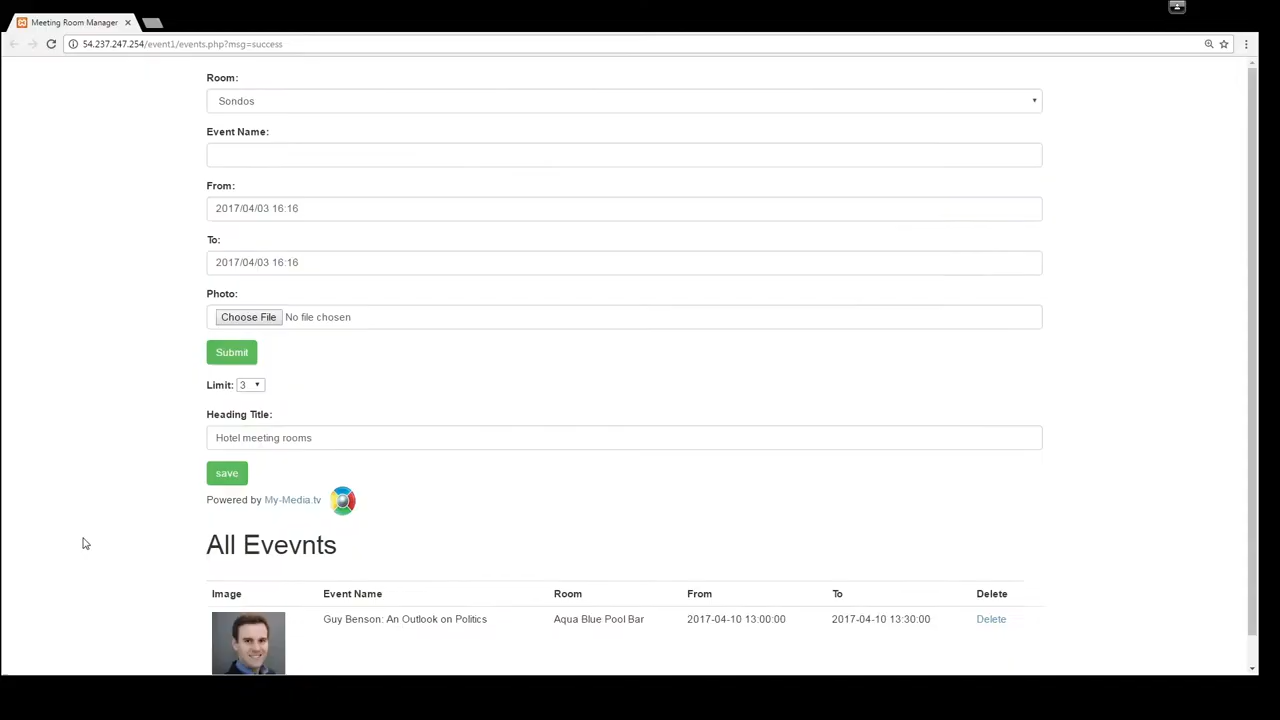 Meeting Room Manager
54.237.247.254/event1/events.php?msg=success
Room:
Sondos
Event Name:
From:
2017/04/03 16:16
To:
2017/04/03 16:16
Photo:
Choose File No file chosen
Submit
Limit: 3
Heading Title:
Hotel meeting rooms
save
Powered by My-Media.tv
All Evevnts
Image Event Name Room From To Delete
Guy Benson: An Outlook on Politics Aqua Blue Pool Bar 2017-04-10 13:00:00 2017-04-10 13:30:00 Delete